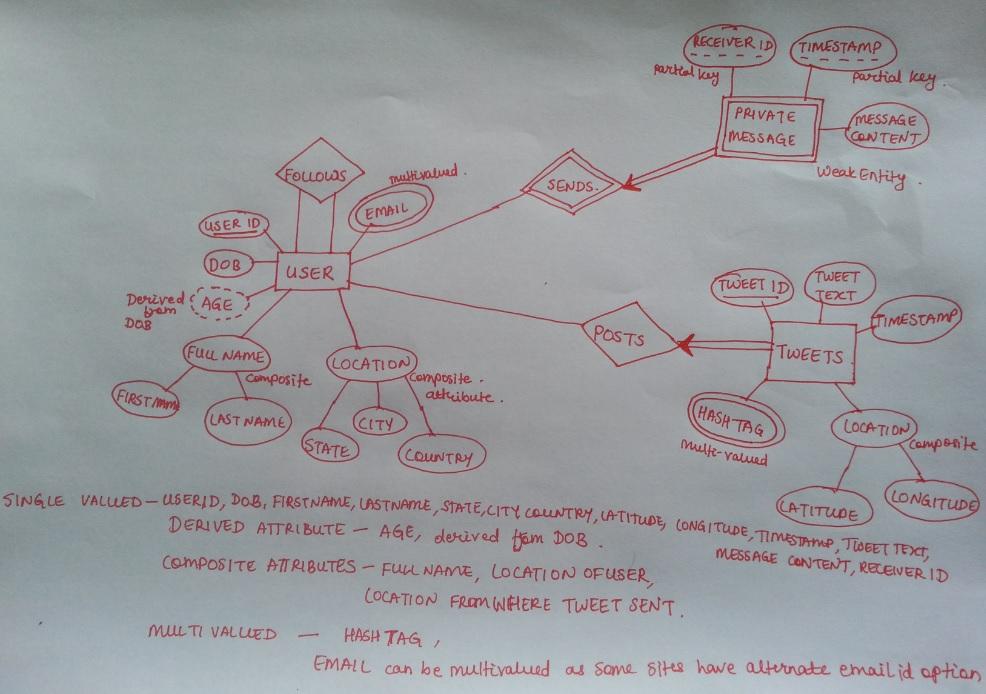 RECEIVER ID
TIMESTAMP
partial key
partial key.
PRIVATE
MESSAGE
MESSAGE
CONTENT
Weak Entity.
FOLLOWS
multivalued.
EMAIL
SENDS.
USER ID
DOB
USER
AGE
Derived
from
DOB
FULL NAME
composite
FIRSTNAME
LASTNAME
LOCATION
composite.
attribute.
STATE
CITY
COUNTRY
POSTS
TWEET ID
TWEET
TEXT
TIMESTAMP
TWEETS
HASHTAG
multi-valued
LOCATION
composite
LATITUDE
LONGITUDE
SINGLE VALUED - USERID, DOB, FIRSTNAME, LASTNAME, STATE, CITY COUNTRY, LATITUDE, LONGITUDE, TIMESTAMP, TWEET TEXT,
MESSAGE CONTENT, RECEIVER ID
DERIVED ATTRIBUTE - AGE, derived from DOB.
COMPOSITE ATTRIBUTES - FULL NAME, LOCATION OF USER,
LOCATION FROM WHERE TWEET SENT.
MULTI VALUED - HASH TAG,
EMAIL can be multivalued as some sites have alternate email id option